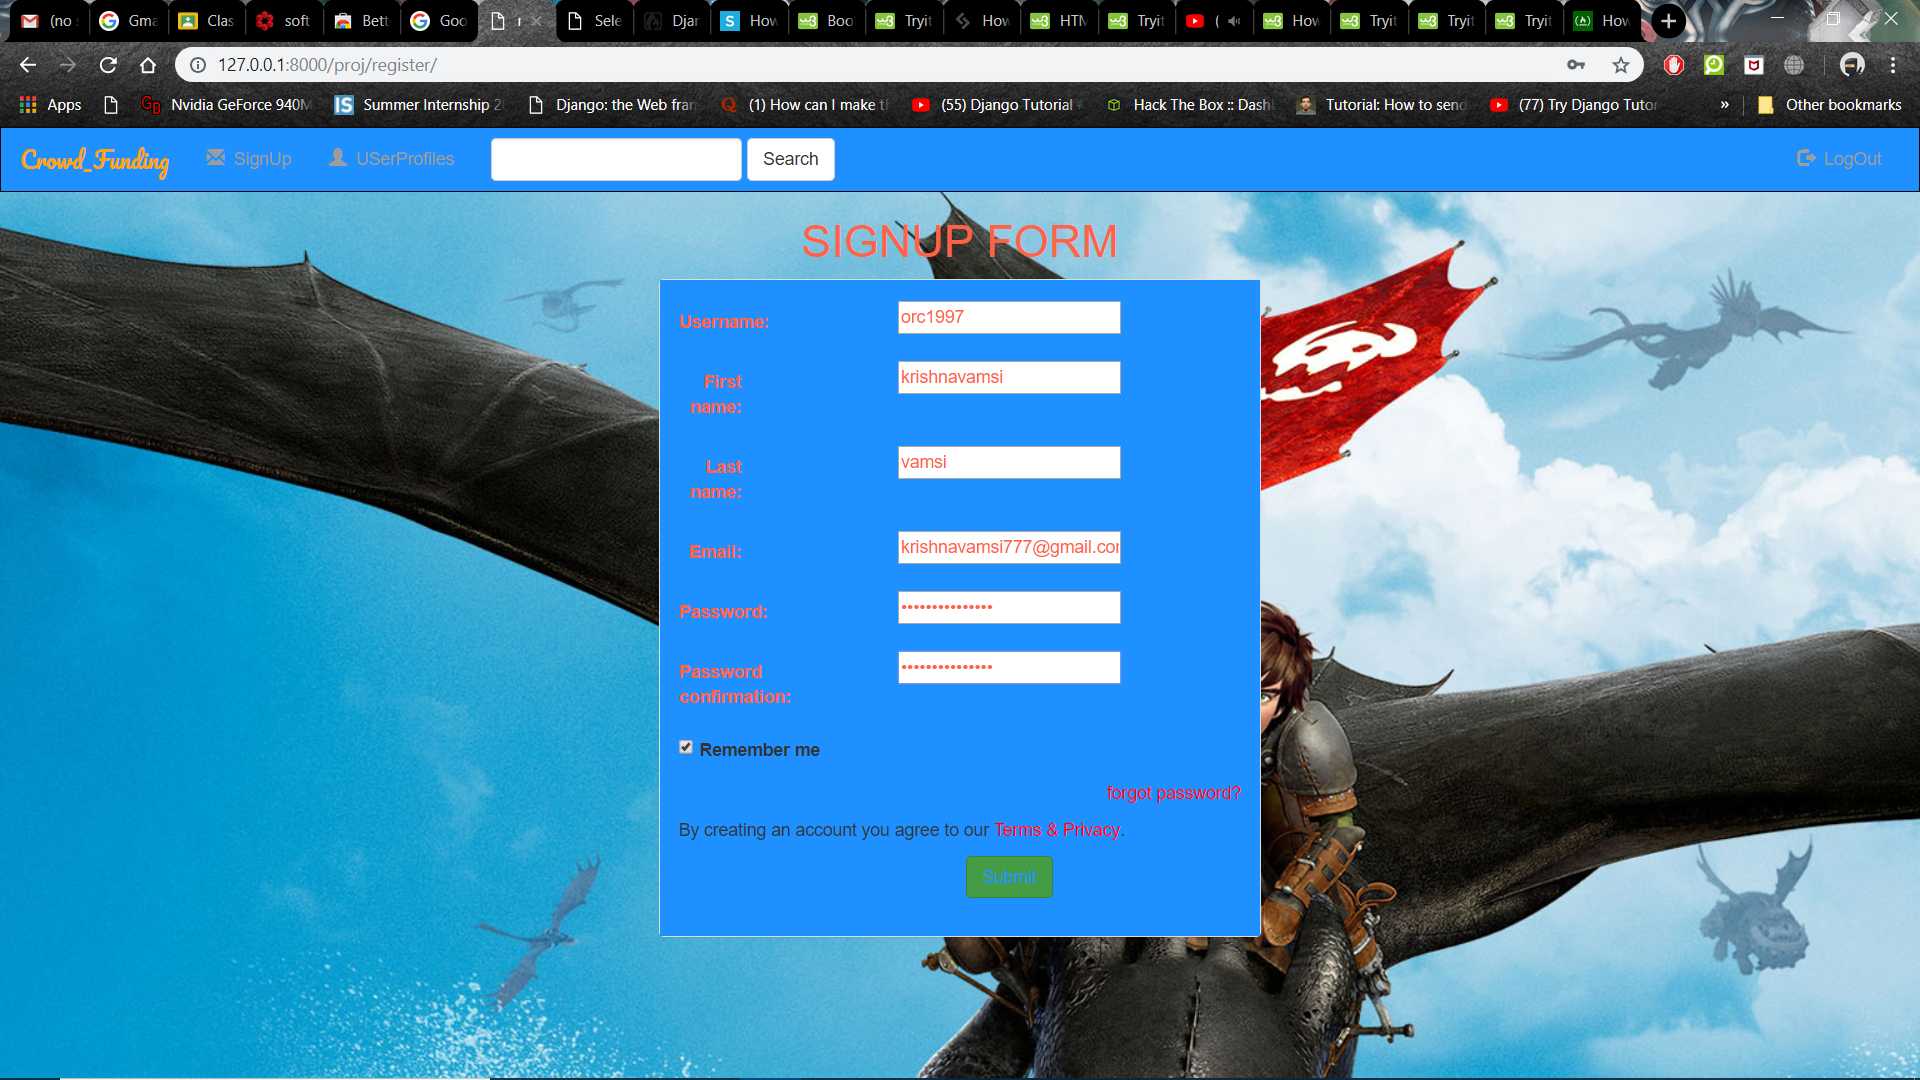 (no
Gma
Clas
soft
Bett
Goo
Sele
Djar
How
Boo
Tryit
How
HTM
Tryit
(
How
Tryit
Tryit
Tryit
How
127.0.0.1:8000/proj/register/
Apps
Nvidia GeForce 940M
Summer Internship 2
Django: the Web fran
(1) How can I make t
(55) Django Tutorial
Hack The Box :: Dash
Tutorial: How to send
(77) Try Django Tutor
»
Other bookmarks
Crowd_Funding
SignUp
USerProfiles
Search
LogOut
SIGNUP FORM
Username:
orc1997
First
name:
krishnavamsi
Last
name:
vamsi
Email:
krishnavamsi777@gmail.com
Password:
•••••••••••••••
Password
confirmation:
•••••••••••••••
Remember me
forgot password?
By creating an account you agree to our Terms & Privacy.
Submit